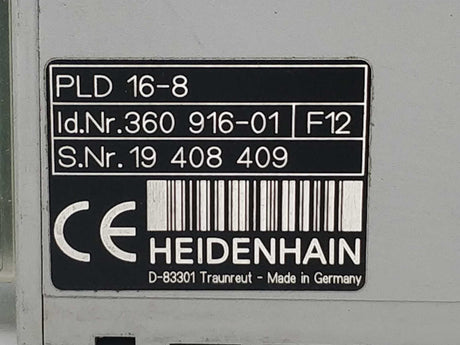 PLD 16-8
Id.Nr.360 916-01 F12
S.Nr. 19 408 409
CE HEIDENHAIN
D-83301 Traunreut - Made in Germany